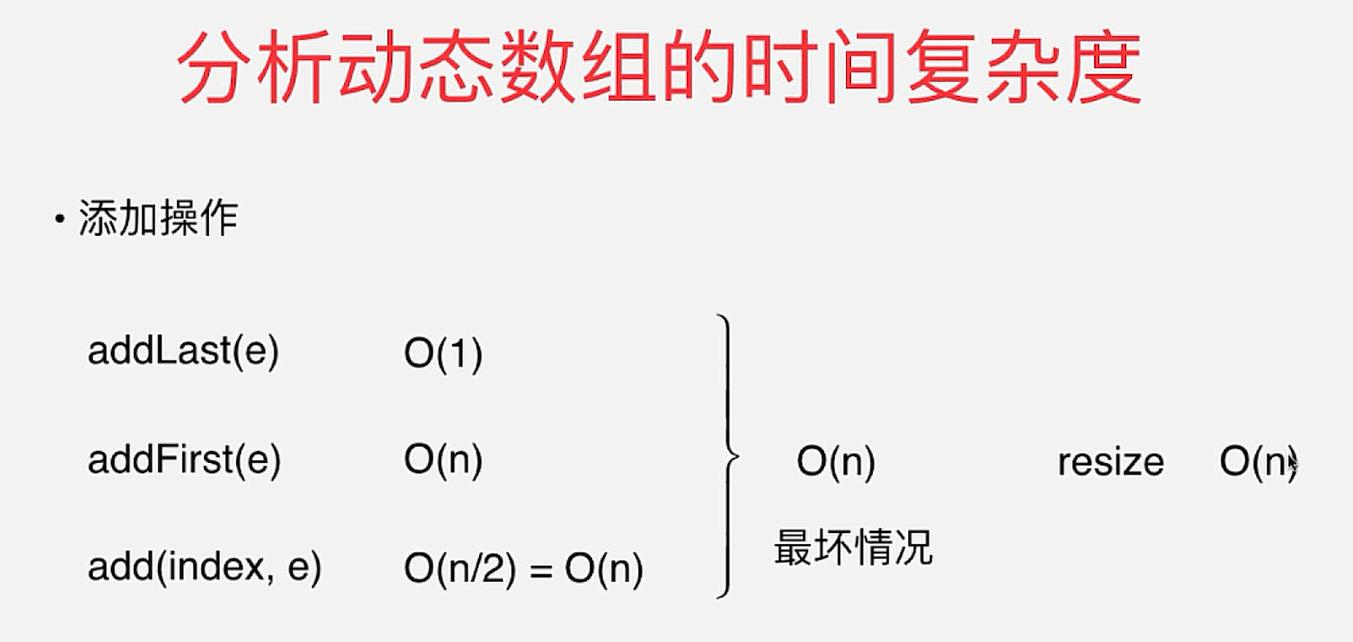 分析动态数组的时间复杂度
• 添加操作
addLast(e) O(1)
addFirst(e) O(n) O(n) resize O(n)
最坏情况
add(index, e) O(n/2) = O(n)